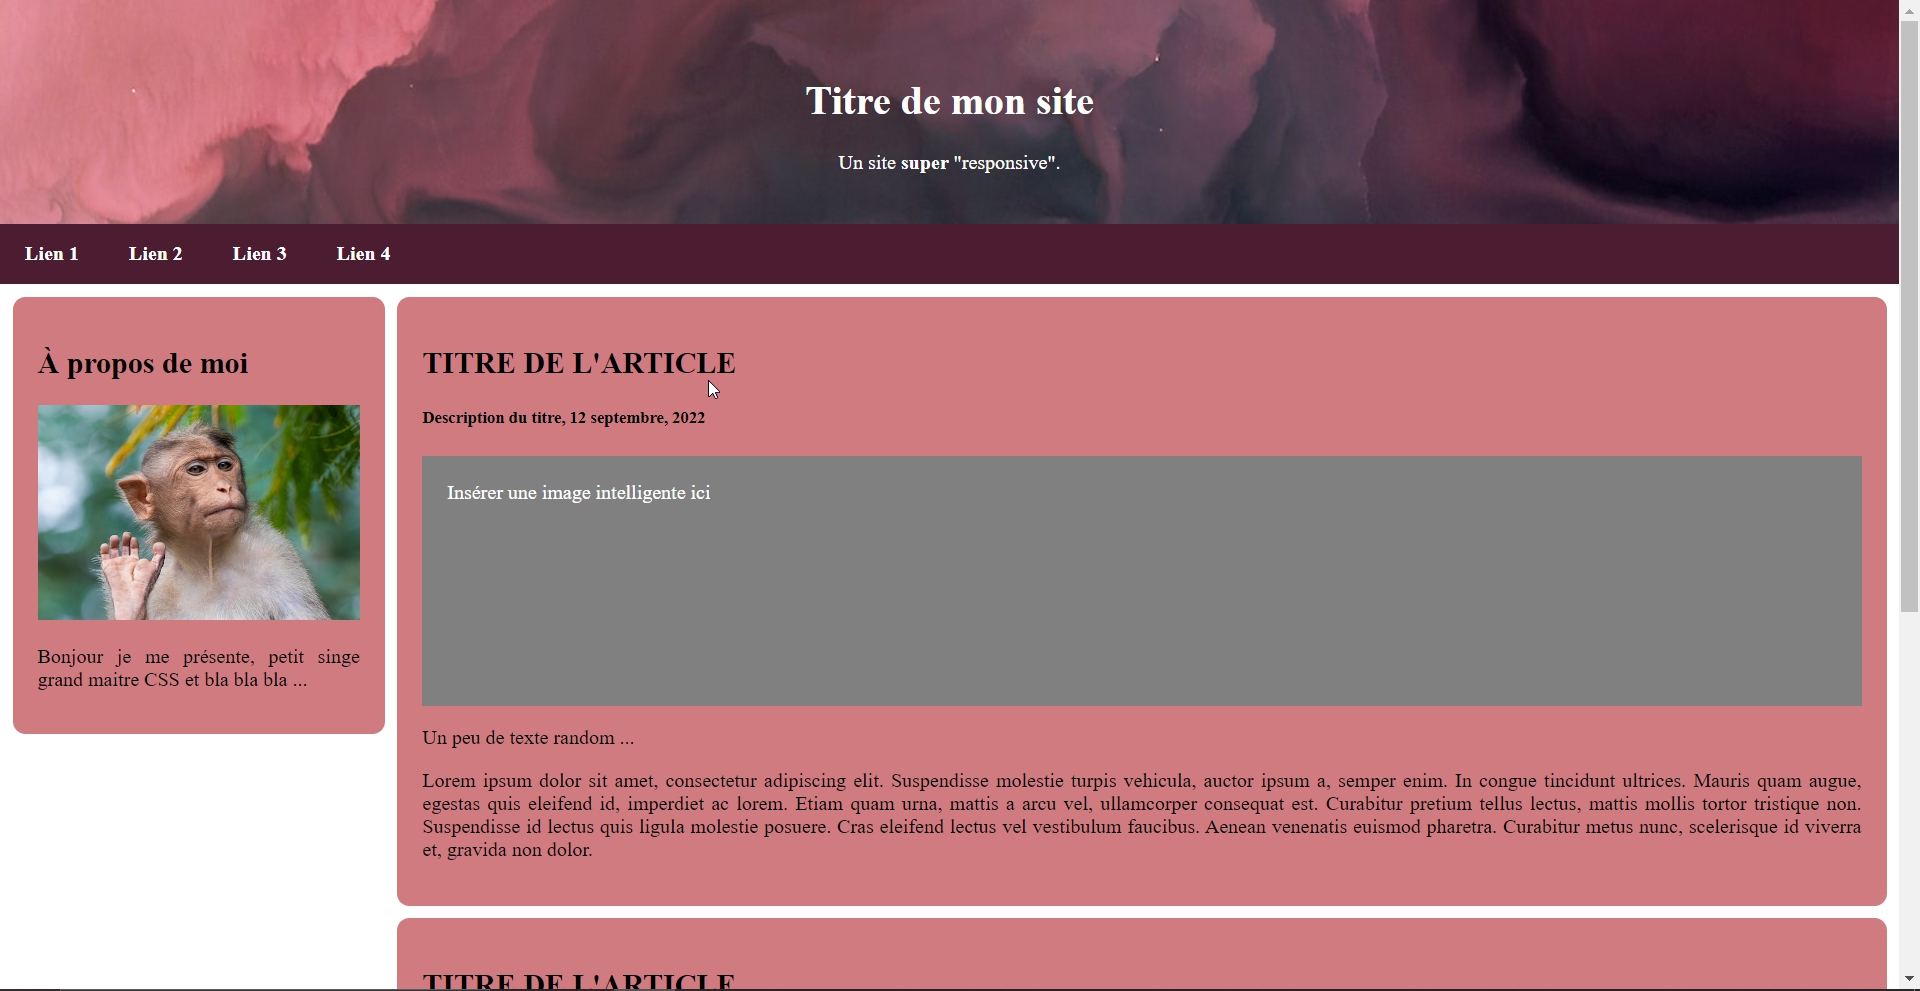 Titre de mon site
Un site super "responsive".
Lien 1 Lien 2 Lien 3 Lien 4
À propos de moi
Bonjour je me présente, petit singe
grand maitre CSS et bla bla bla ...
TITRE DE L'ARTICLE
Description du titre, 12 septembre, 2022
Insérer une image intelligente ici
Un peu de texte random ...
Lorem ipsum dolor sit amet, consectetur adipiscing elit. Suspendisse molestie turpis vehicula, auctor ipsum a, semper enim. In congue tincidunt ultrices. Mauris quam augue,
egestas quis eleifend id, imperdiet ac lorem. Etiam quam urna, mattis a arcu vel, ullamcorper consequat est. Curabitur pretium tellus lectus, mattis mollis tortor tristique non.
Suspendisse id lectus quis ligula molestie posuere. Cras eleifend lectus vel vestibulum faucibus. Aenean venenatis euismod pharetra. Curabitur metus nunc, scelerisque id viverra
et, gravida non dolor.
TITRE DE L'ARTICLE